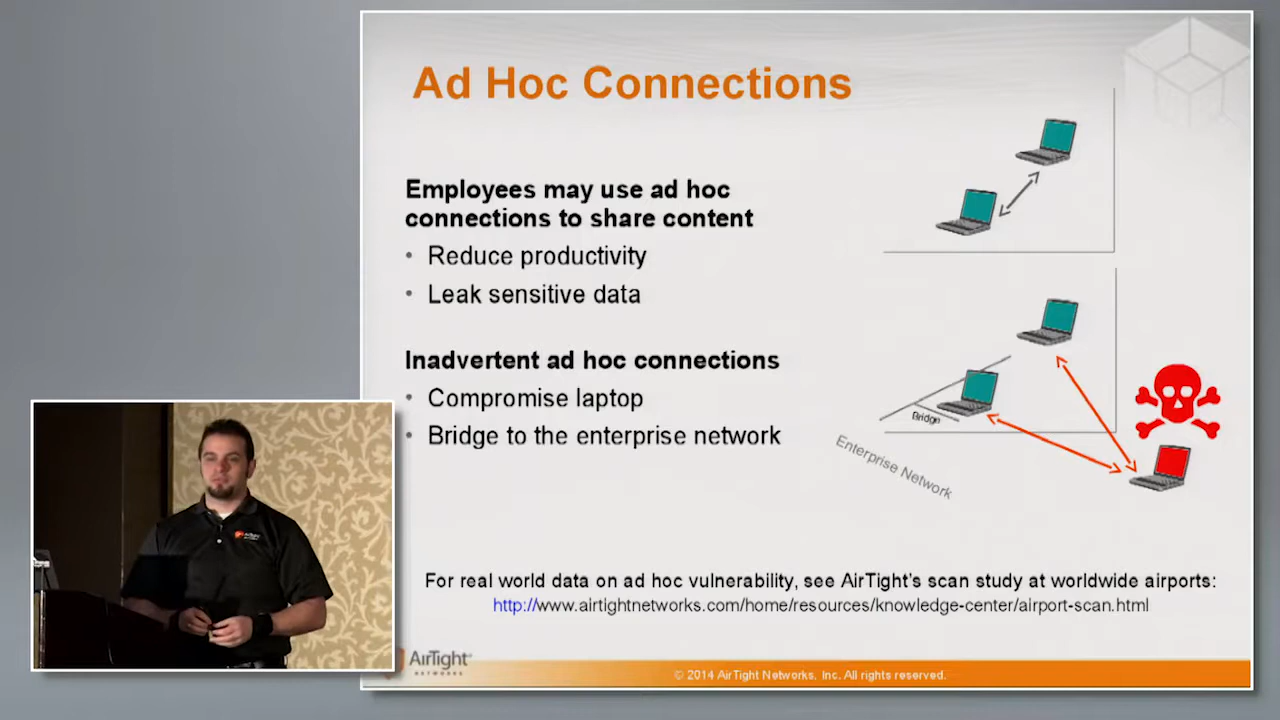 Ad Hoc Connections
Employees may use ad hoc
connections to share content
• Reduce productivity
• Leak sensitive data
Inadvertent ad hoc connections
• Compromise laptop
• Bridge to the enterprise network
Bridge
Enterprise Network
For real world data on ad hoc vulnerability, see AirTight's scan study at worldwide airports:
http://www.airtightnetworks.com/home/resources/knowledge-center/airport-scan.html
AirTight
NETWORKS
© 2014 AirTight Networks, Inc. All rights reserved.